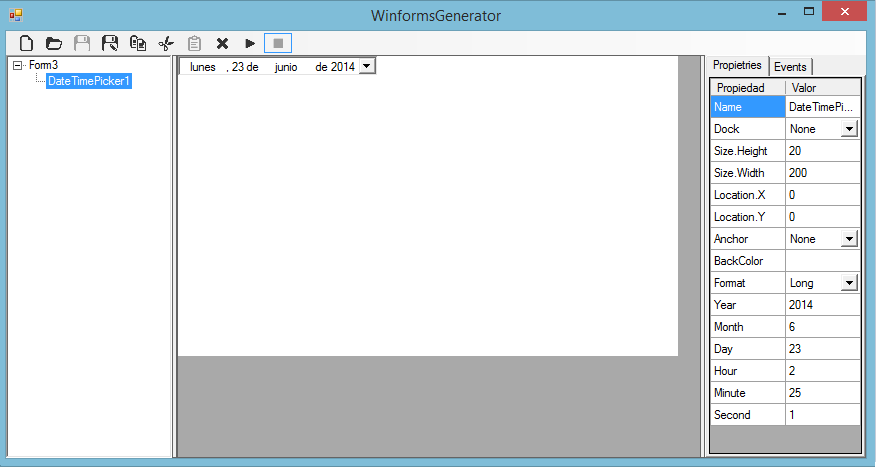 WinformsGenerator
Form3
DateTimePicker1
lunes , 23 de junio de 2014
Propietries Events
Propiedad Valor
Name DateTimePi...
Dock None
Size.Height 20
Size.Width 200
Location.X 0
Location.Y 0
Anchor None
BackColor
Format Long
Year 2014
Month 6
Day 23
Hour 2
Minute 25
Second 1